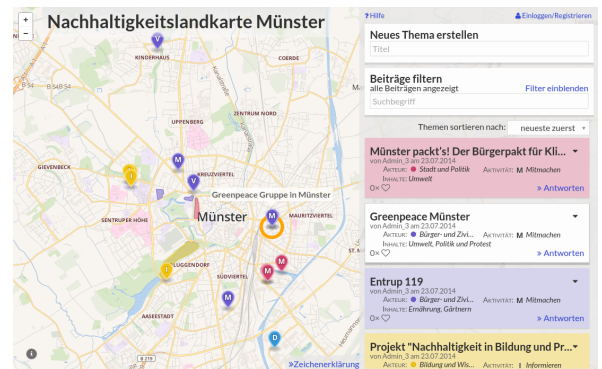 +
−
Nachhaltigkeitslandkarte Münster
V
KINDERHAUS
COERDE
B 54
B 54
ZENTRUM NORD
UPPENBERG
GIEVENBECK
M
I
KREUZVIERTEL
V
Greenpeace Gruppe in Münster
SENTRUPER HÖHE
Münster
M
MAURITZVIERTEL
M
M
I
LUGGENDORF
SÜDVIERTEL
M
AASEESTADT
D
B 219
i
»Zeichenerklärung
?Hilfe
Einloggen/Registrieren
Neues Thema erstellen
Titel
Beiträge filtern
alle Beiträgen angezeigt
Filter einblenden
Suchbegriff
Themen sortieren nach:
neueste zuerst
Münster packt's! Der Bürgerpakt für Kli...
von Admin_3 am 23.07.2014
Akteur: Stadt und Politik Aktivität: M Mitmachen
Inhalte: Umwelt
0×
» Antworten
Greenpeace Münster
von Admin_3 am 23.07.2014
Akteur: Bürger- und Zivi... Aktivität: M Mitmachen
Inhalte: Umwelt, Politik und Protest
0×
» Antworten
Entrup 119
von Admin_3 am 23.07.2014
Akteur: Bürger- und Zivi... Aktivität: M Mitmachen
Inhalte: Ernährung, Gärtnern
0×
» Antworten
Projekt "Nachhaltigkeit in Bildung und Pr...
von Admin_3 am 23.07.2014
Akteur: Bildung und Wis... Aktivität: I Informieren